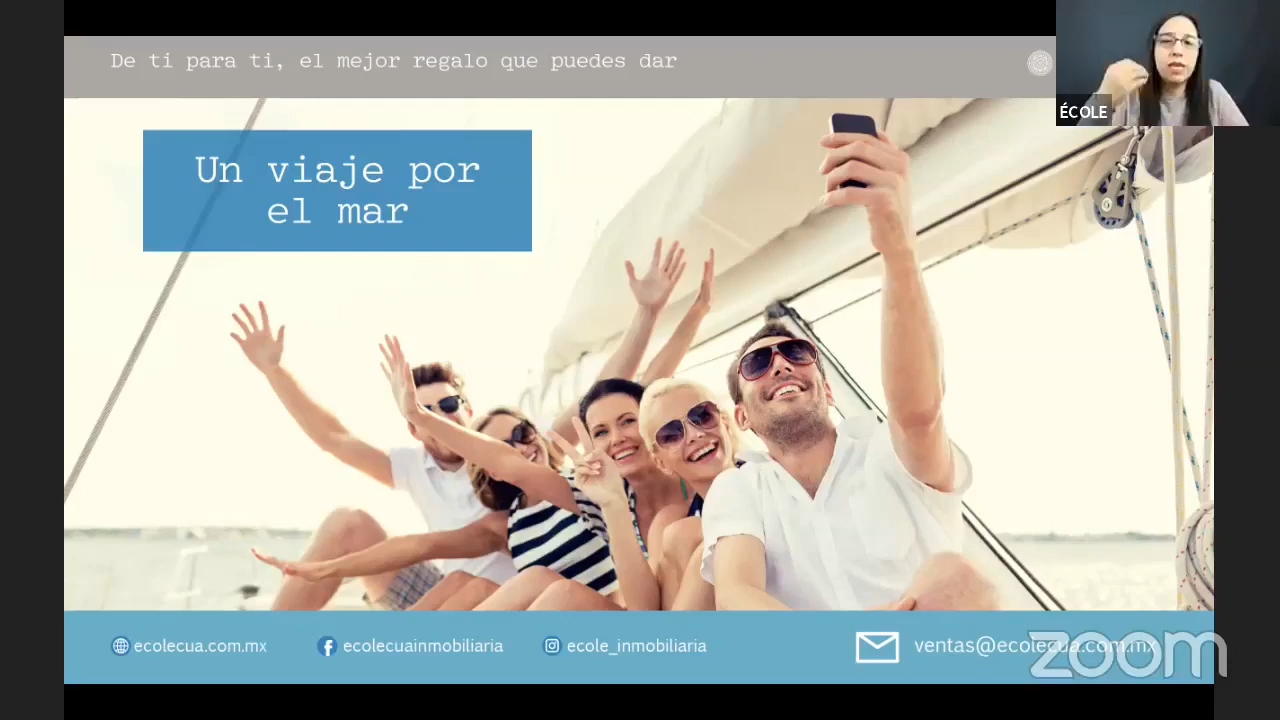 De ti para ti, el mejor regalo que puedes dar
ÉCOLE
Un viaje por
el mar
ecolecua.com.mx
ecolecuainmobiliaria
ecole_inmobiliaria
ventas@ecolecua.com.mx
zoom